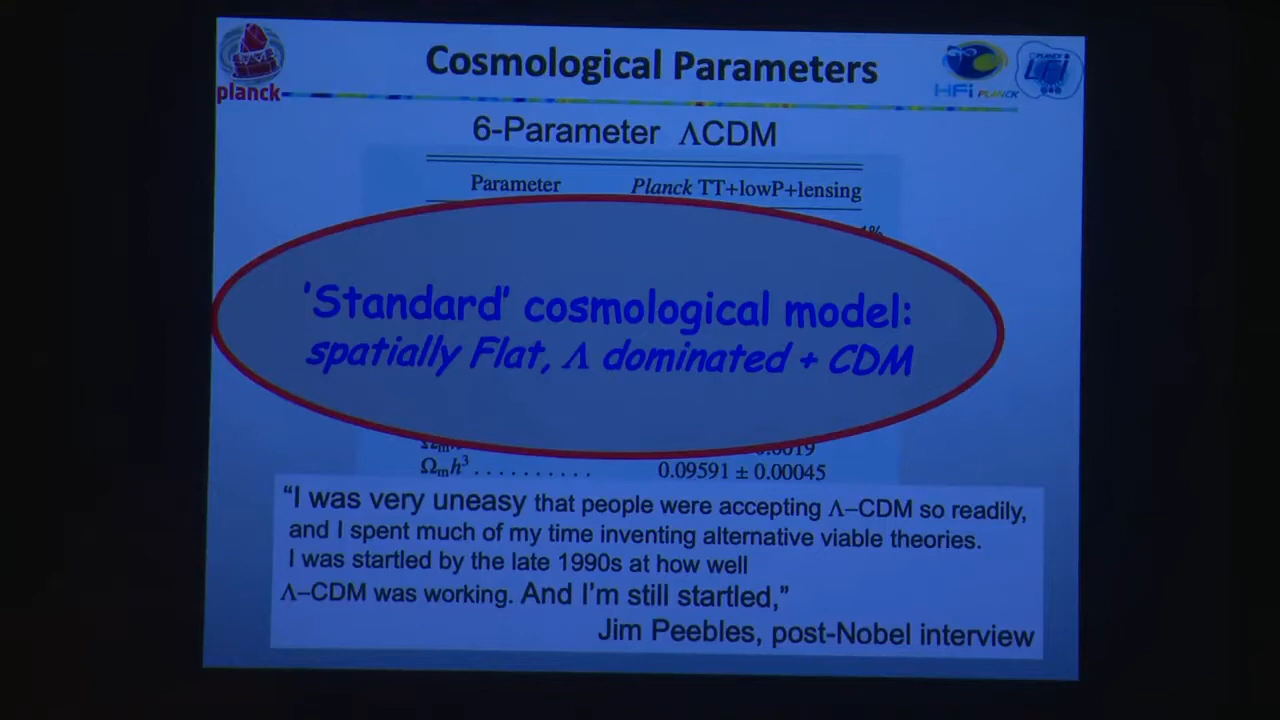 planck
Cosmological Parameters
HFi PLANCK
PLANCK
LFI
6-Parameter ΛCDM
Parameter Planck TT+lowP+lensing
1%
'Standard' cosmological model:
spatially Flat, Λ dominated + CDM
Ωmh³ . . . . . . . . . . 0.09591 ± 0.00045
“I was very uneasy that people were accepting Λ–CDM so readily,
and I spent much of my time inventing alternative viable theories.
I was startled by the late 1990s at how well
Λ–CDM was working. And I'm still startled,”
Jim Peebles, post-Nobel interview